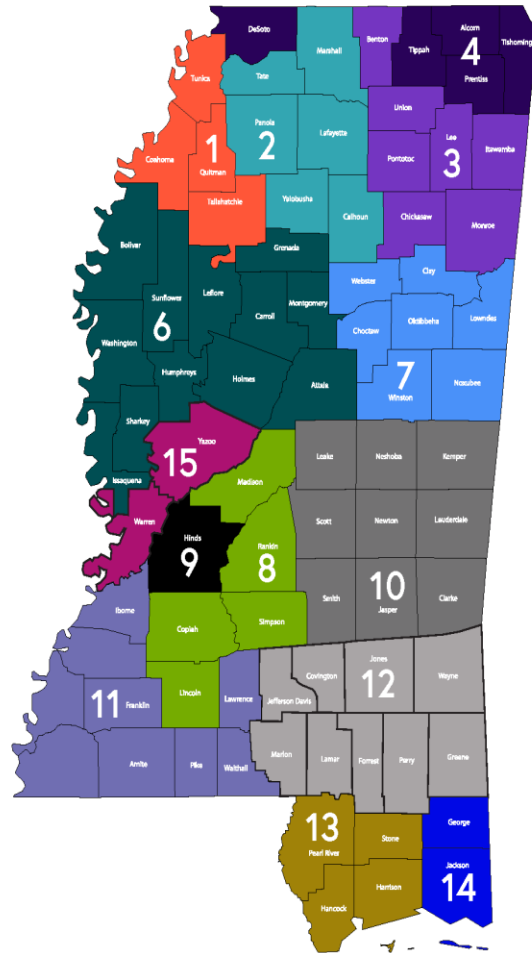 DeSoto
Benton
Alcorn
Tishoming
Marshall
Tippah
4
Tunica
Tate
Prentiss
Union
Panola
Lafayette
Lee
Coahoma
1
2
Itawamba
Quitman
Pontotoc
3
Tallahatchie
Yalobusha
Calhoun
Chickasaw
Monroe
Bolivar
Grenada
Clay
Webster
Sunflower
Leflore
Montgomery
Lowndes
6
Carroll
Oktibbeha
Washington
Choctaw
7
Humphreys
Holmes
Attala
Winston
Noxubee
Sharkey
Yazoo
15
Leake
Neshoba
Kemper
Issaquena
Madison
Warren
Scott
Newton
Lauderdale
Hinds
Rankin
9
8
10
Smith
Jasper
Clarke
Ibome
Copiah
Simpson
Jones
Covington
12
Wayne
11
Franklin
Lincoln
Lawrence
Jefferson Davis
Marion
Lamar
Forrest
Perry
Greene
Amite
Pike
Walthall
13
George
Pearl River
Stone
Jackson
14
Harrison
Hancock